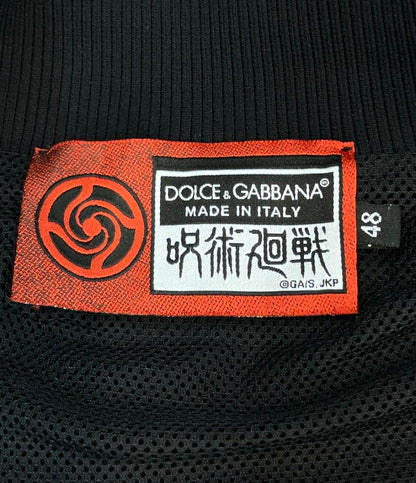 DOLCE & GABBANA®
MADE IN ITALY
呪術廻戦
©GA/S, JKP
48